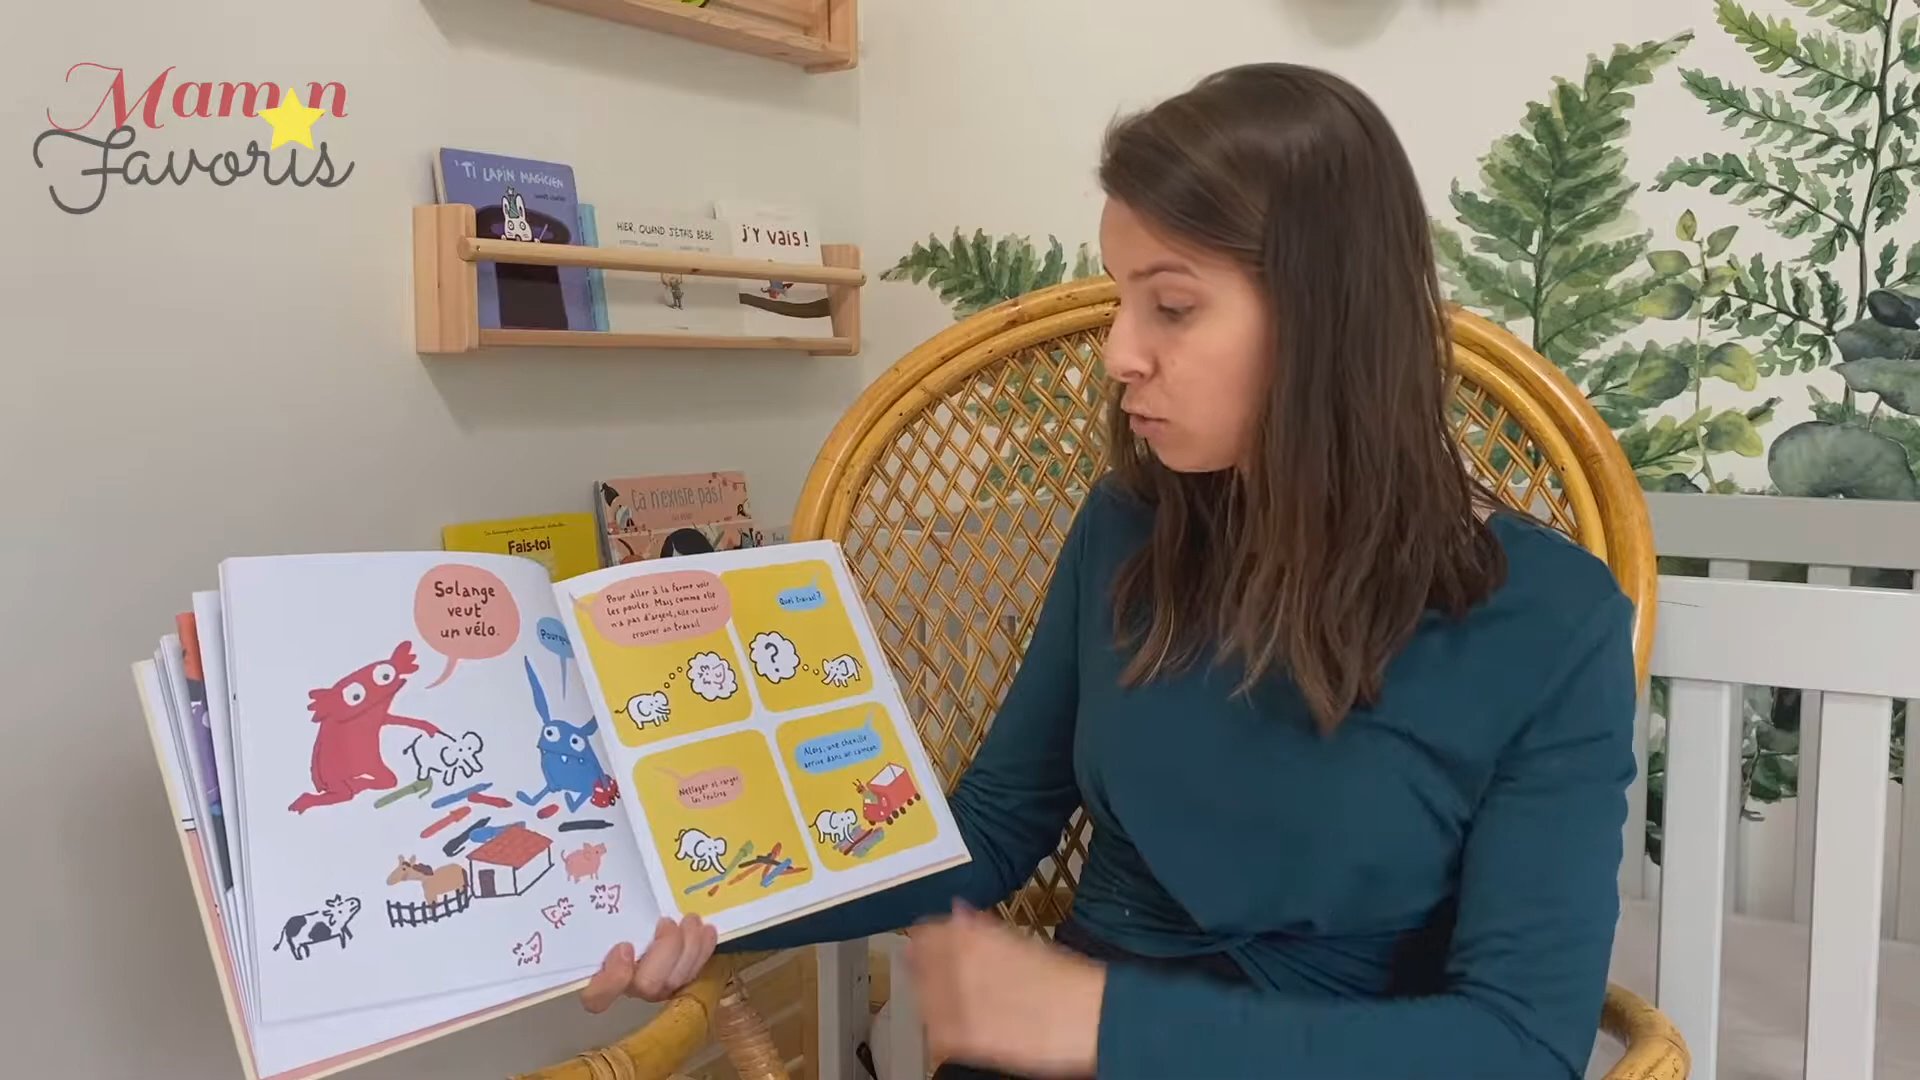 Mam n
Favoris
'TI LAPIN MAGICIEN
HIER, QUAND J'ÉTAIS BÉBÉ
J'Y VAIS!
Ça n'existe pas!
Fais-toi
Solange
veut
un vélo.
Pour aller à la ferme voir
les poules. Mais comme elle
n'a pas d'argent, elle va devoir
trouver un travail.
Quel travail?
?
Nettoyer et ranger
les feutres.
Alors, une chenille
arrive dans un camion.